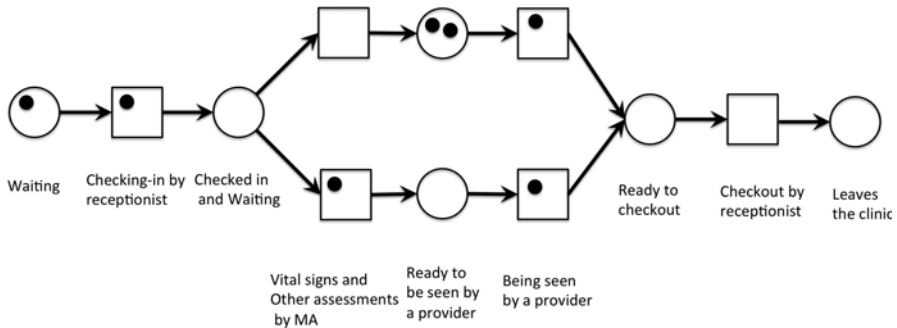 Waiting
Checking-in by
receptionist
Checked in
and Waiting
Vital signs and
Other assessments
by MA
Ready to
be seen by
a provider
Being seen
by a provider
Ready to
checkout
Checkout by
receptionist
Leaves
the clinic